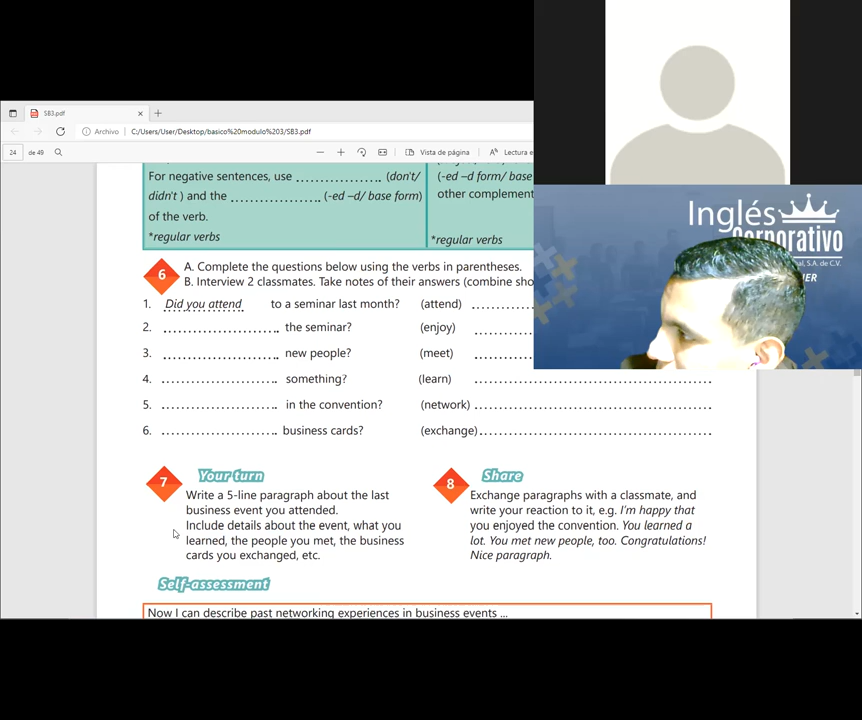 SB3.pdf
Archivo C:/Users/User/Desktop/basico%20modulo%203/SB3.pdf
24 de 49 Vista de página Lectura e
For negative sentences, use ................. (don't/
didn't ) and the .................... (-ed –d/ base form)
of the verb.
*regular verbs
(-ed –d form/ base
other complement
*regular verbs
6 A. Complete the questions below using the verbs in parentheses.
B. Interview 2 classmates. Take notes of their answers (combine sho
1. Did you attend to a seminar last month? (attend)
2. .......................... the seminar? (enjoy)
3. .......................... new people? (meet)
4. .......................... something? (learn)
5. .......................... in the convention? (network)
6. .......................... business cards? (exchange)
7 Your turn
Write a 5-line paragraph about the last
business event you attended.
Include details about the event, what you
learned, the people you met, the business
cards you exchanged, etc.
8 Share
Exchange paragraphs with a classmate, and
write your reaction to it, e.g. I'm happy that
you enjoyed the convention. You learned a
lot. You met new people, too. Congratulations!
Nice paragraph.
Self-assessment
Now I can describe past networking experiences in business events ...
Inglés
Corporativo
nal, S.A. de C.V.